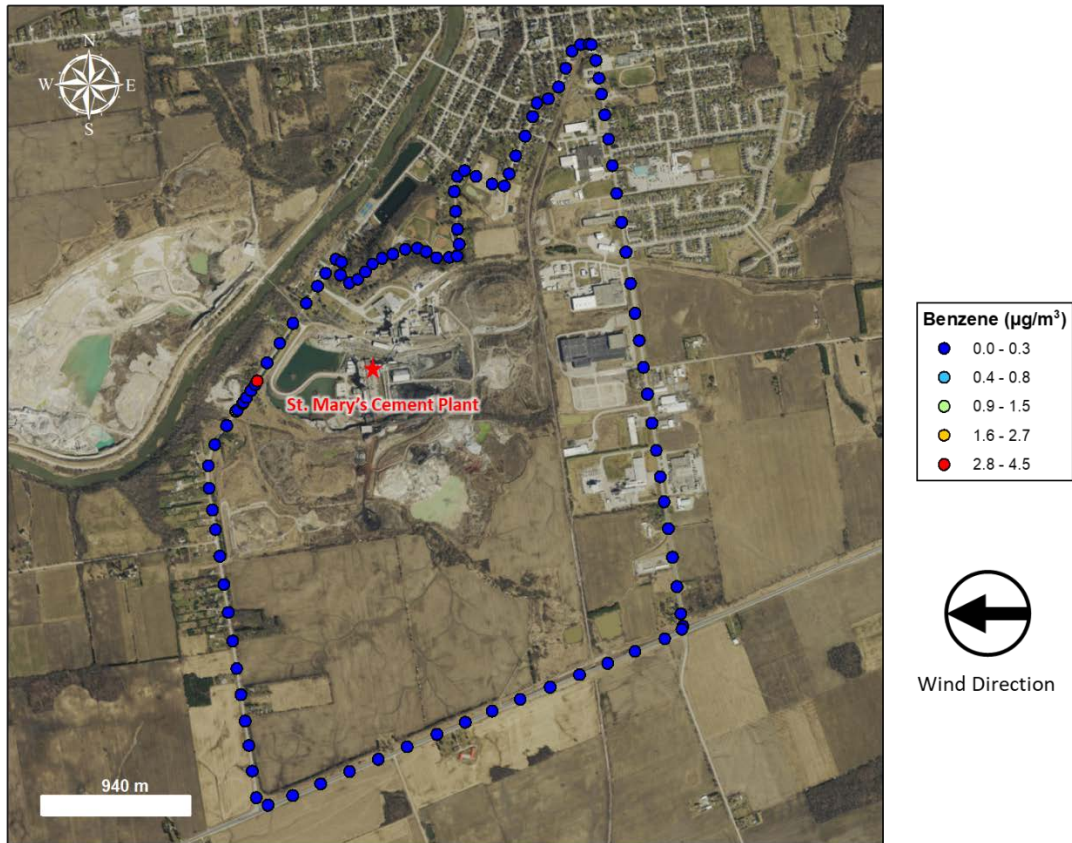 N
W E
S
St. Mary's Cement Plant
940 m
Benzene (µg/m³)
0.0 - 0.3
0.4 - 0.8
0.9 - 1.5
1.6 - 2.7
2.8 - 4.5
Wind Direction